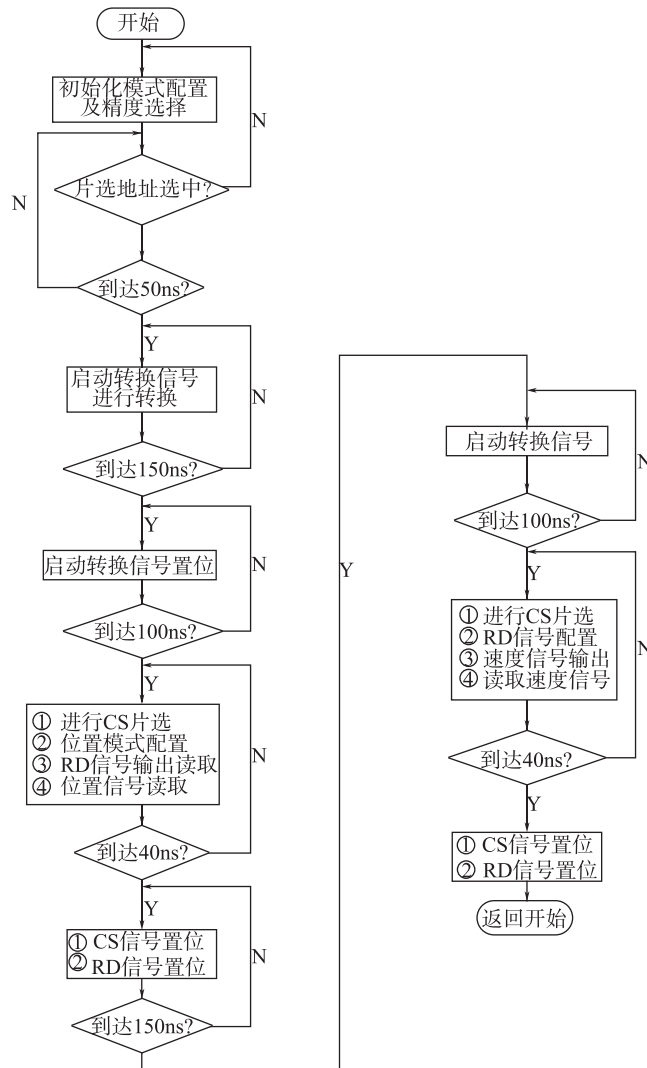 开始
初始化模式配置
及精度选择
N
片选地址选中?
N
到达50ns?
Y
启动转换信号
进行转换
N
到达150ns?
Y
启动转换信号置位
N
到达100ns?
Y
① 进行CS片选
② 位置模式配置
③ RD信号输出读取
④ 位置信号读取
N
到达40ns?
Y
① CS信号置位
② RD信号置位
N
到达150ns?
Y
启动转换信号
N
到达100ns?
Y
① 进行CS片选
② RD信号配置
③ 速度信号输出
④ 读取速度信号
N
到达40ns?
Y
① CS信号置位
② RD信号置位
返回开始